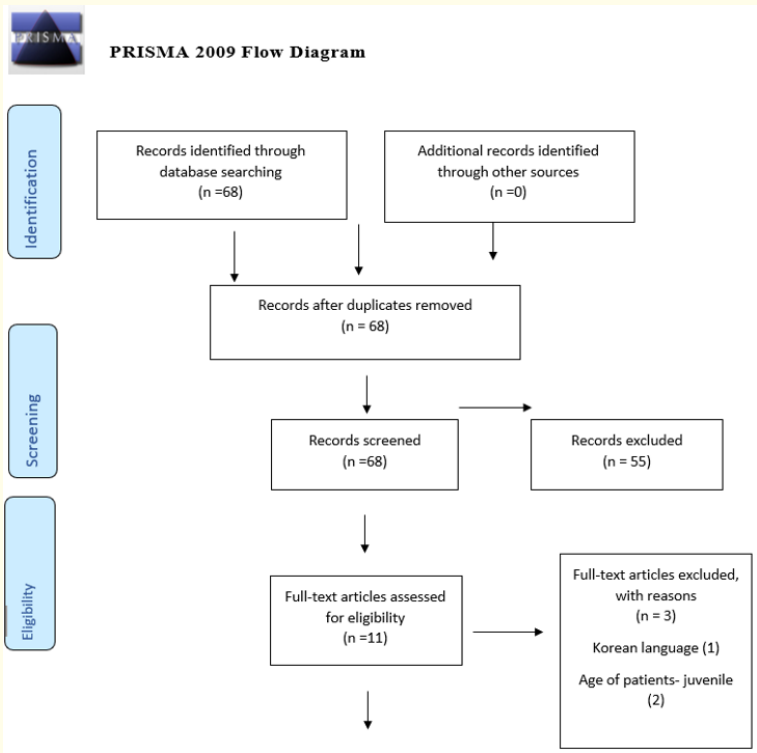 PRISMA
PRISMA 2009 Flow Diagram
Identification
Records identified through
database searching
(n =68)
Additional records identified
through other sources
(n =0)
Records after duplicates removed
(n = 68)
Screening
Records screened
(n =68)
Records excluded
(n = 55)
Eligibility
Full-text articles assessed
for eligibility
(n =11)
Full-text articles excluded,
with reasons
(n = 3)
Korean language (1)
Age of patients- juvenile
(2)